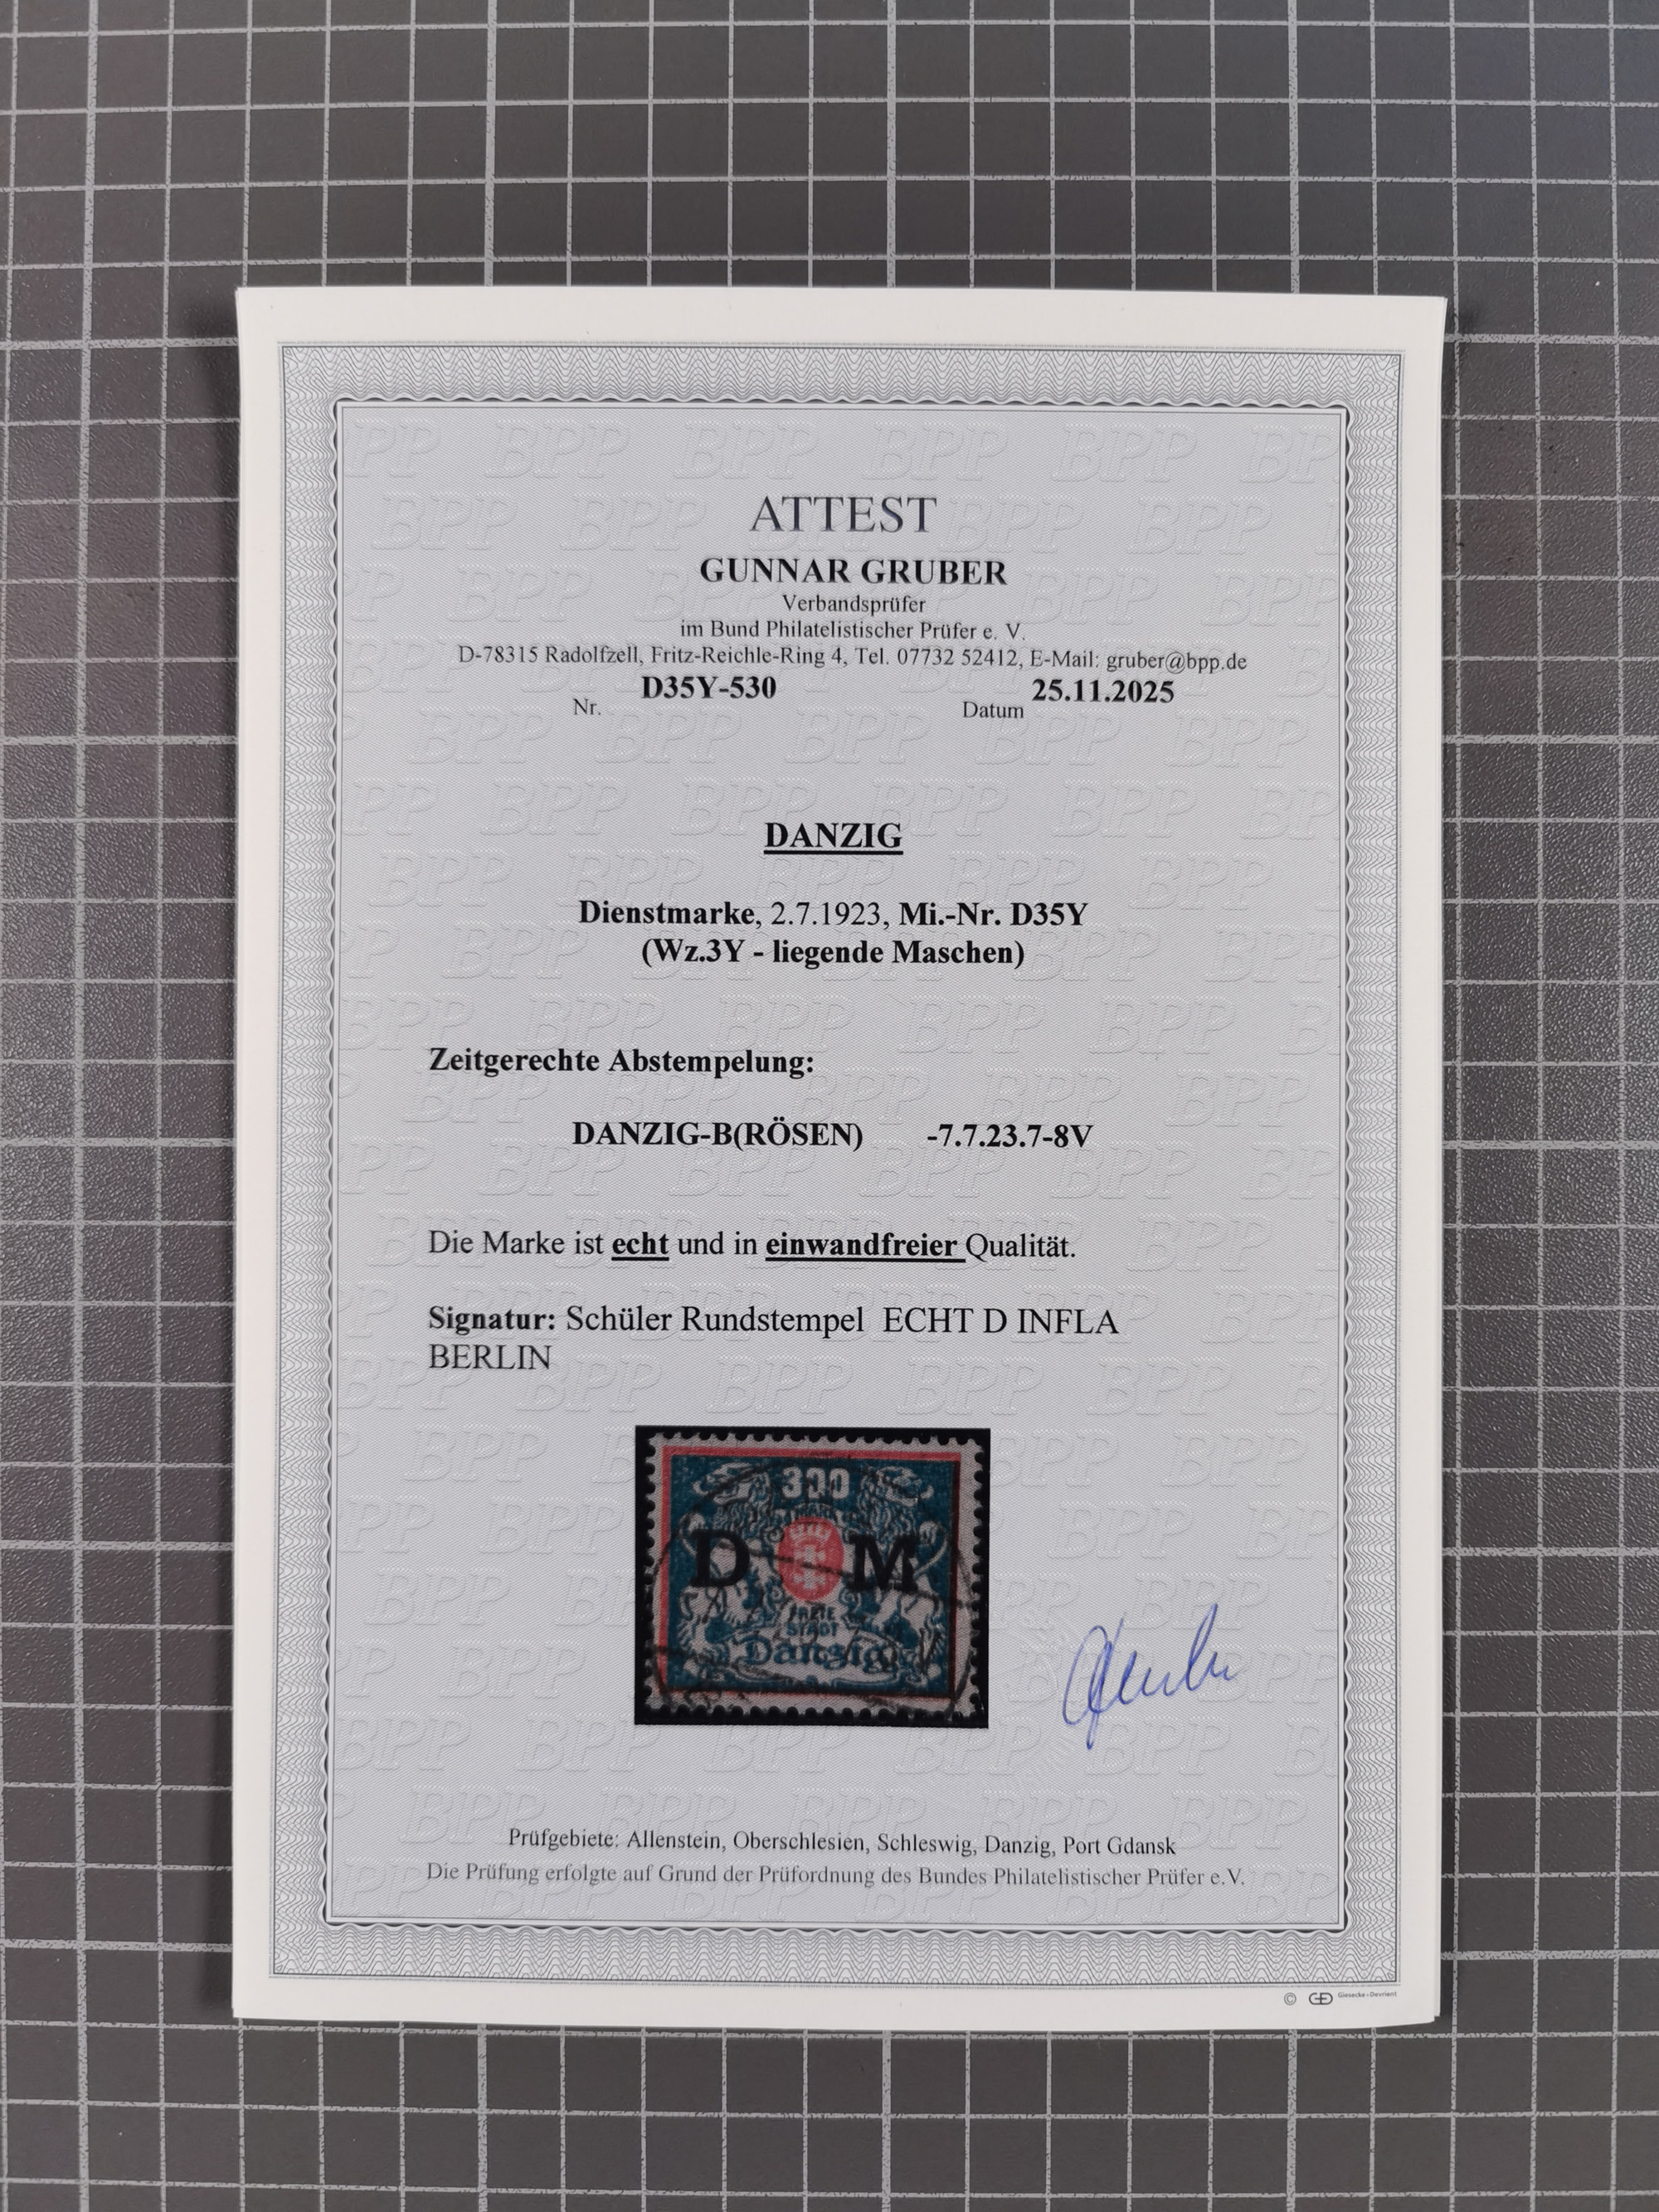 ATTEST
GUNNAR GRUBER
Verbandsprüfer
im Bund Philatelistischer Prüfer e. V.
D-78315 Radolfzell, Fritz-Reichle-Ring 4, Tel. 07732 52412, E-Mail: gruber@bpp.de
Nr. D35Y-530 Datum 25.11.2025
DANZIG
Dienstmarke, 2.7.1923, Mi.-Nr. D35Y
(Wz.3Y - liegende Maschen)
Zeitgerechte Abstempelung:
DANZIG-B(RÖSEN) -7.7.23.7-8V
Die Marke ist echt und in einwandfreier Qualität.
Signatur: Schüler Rundstempel ECHT D INFLA
BERLIN
300
D M
FREIE
STADT
Danzig
Prüfgebiete: Allenstein, Oberschlesien, Schleswig, Danzig, Port Gdansk
Die Prüfung erfolgte auf Grund der Prüfordnung des Bundes Philatelistischer Prüfer e.V.
© GD Giesecke+Devrient